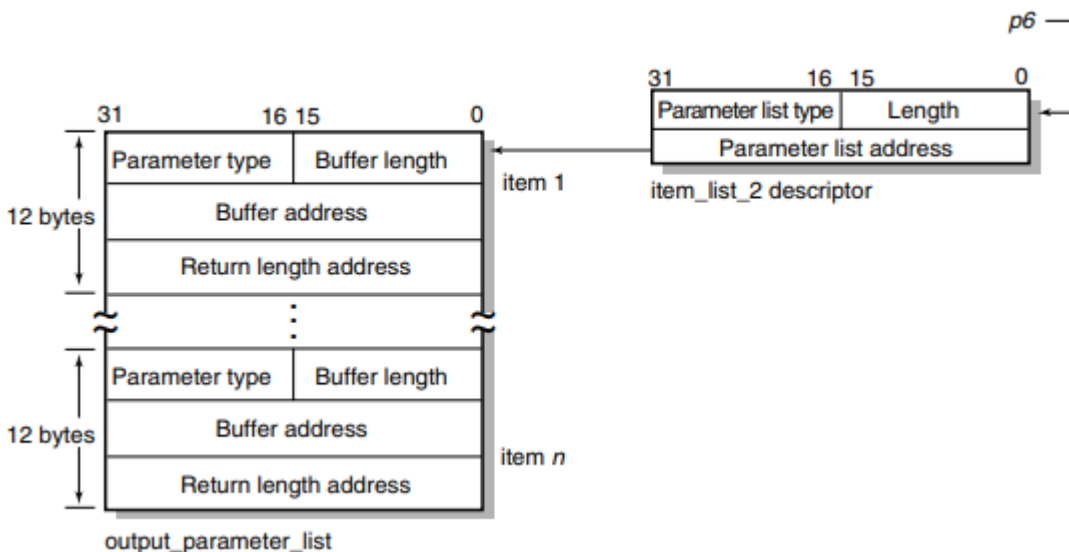 p6
31 16 15 0
Parameter list type Length
Parameter list address
item_list_2 descriptor
31 16 15 0
Parameter type Buffer length
item 1
12 bytes
Buffer address
Return length address
Parameter type Buffer length
12 bytes
Buffer address
item n
Return length address
output_parameter_list